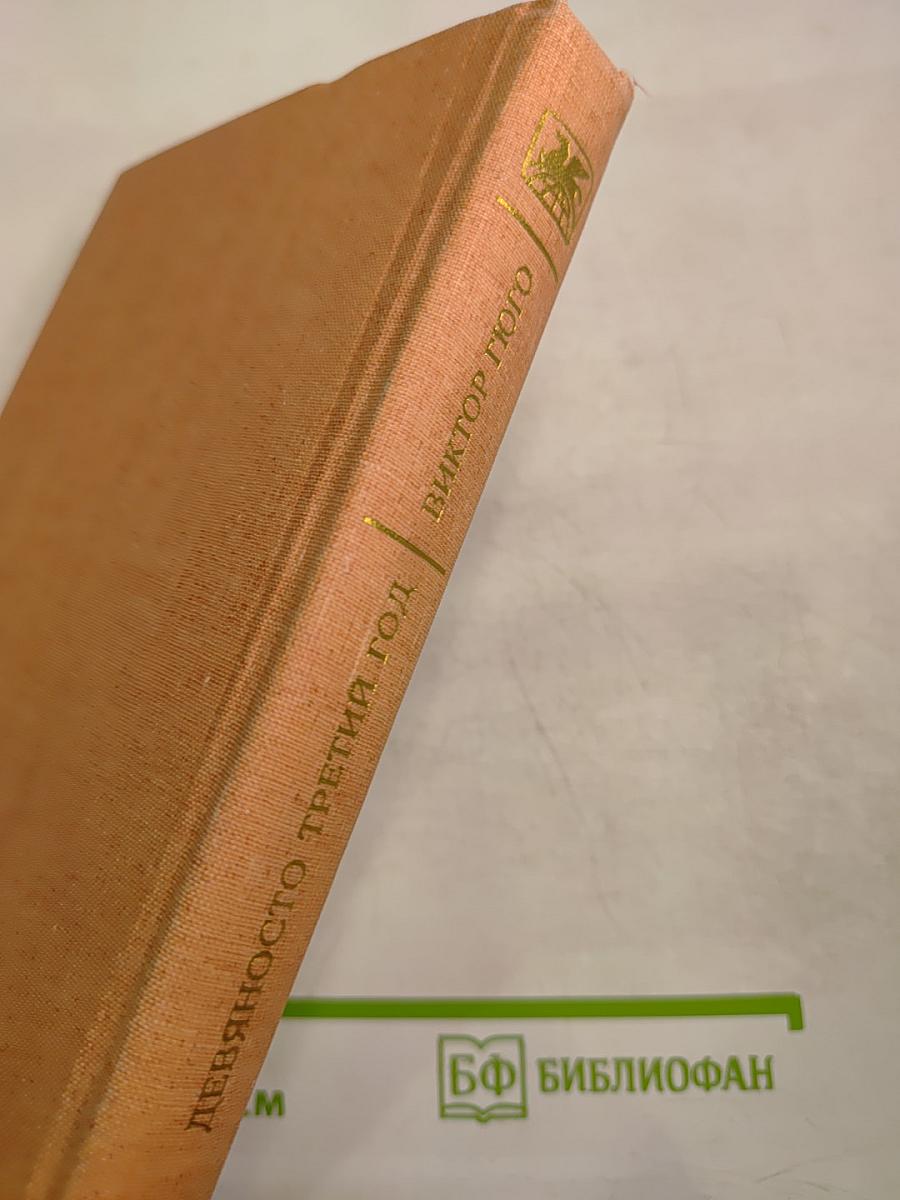 ДЕВЯНОСТО ТРЕТИЙ ГОД
ВИКТОР ГЮГО
БФ БИБЛИОФАН